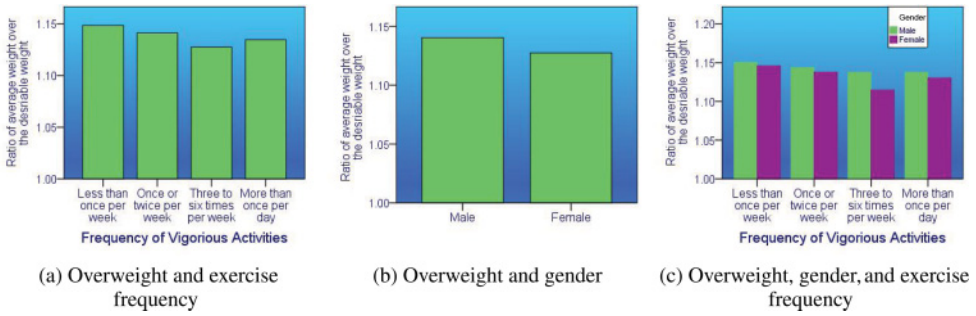 Ratio of average weight over
the desriable weight
1.15
1.10
1.05
1.00
Less than
once per
week
Once or
twice per
week
Three to
six times
per week
More than
once per
day
Frequency of Vigorious Activities
(a) Overweight and exercise
frequency
Ratio of average weight over
the desriable weight
1.15
1.10
1.05
1.00
Male
Female
(b) Overweight and gender
Ratio of average weight over
the desriable weight
1.20
1.15
1.10
1.05
1.00
Gender
Male
Female
Less than
once per
week
Once or
twice per
week
Three to
six times
per week
More than
once per
day
Frequency of Vigorious Activities
(c) Overweight, gender, and exercise
frequency